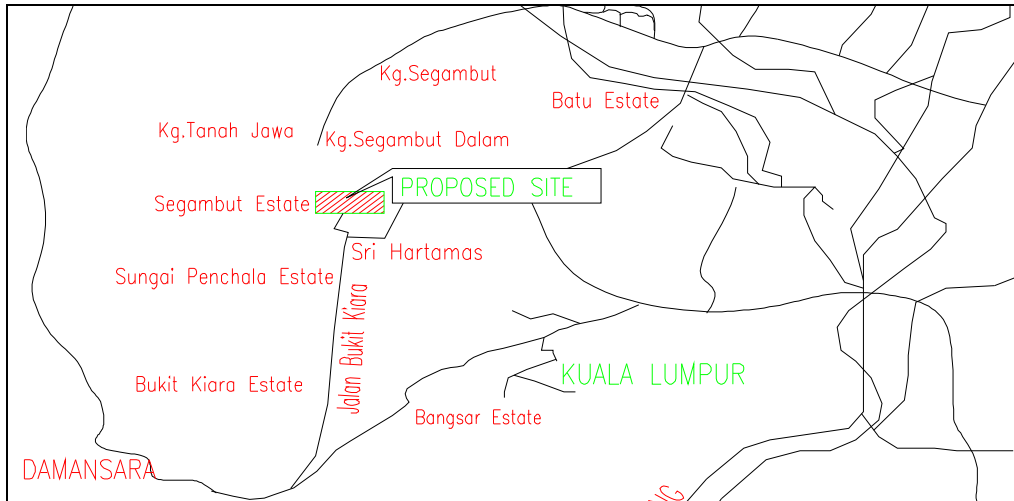 Kg.Segambut
Batu Estate
Kg.Tanah Jawa
Kg.Segambut Dalam
PROPOSED SITE
Segambut Estate
Sri Hartamas
Sungai Penchala Estate
Jalan Bukit Kiara
KUALA LUMPUR
Bukit Kiara Estate
Bangsar Estate
DAMANSARA